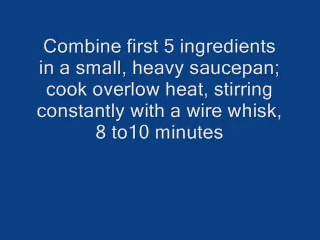 Combine first 5 ingredients
in a small, heavy saucepan;
cook overlow heat, stirring
constantly with a wire whisk,
8 to10 minutes